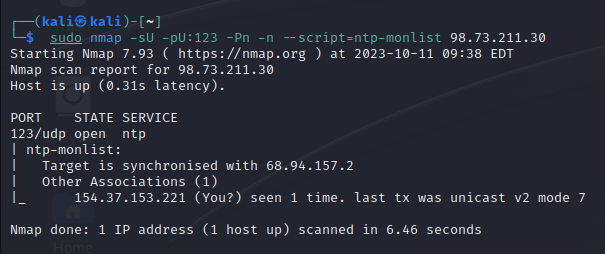 ┌──(kali㉿kali)-[~]
└─$ sudo nmap -sU -pU:123 -Pn -n --script=ntp-monlist 98.73.211.30
Starting Nmap 7.93 ( https://nmap.org ) at 2023-10-11 09:38 EDT
Nmap scan report for 98.73.211.30
Host is up (0.31s latency).

PORT    STATE SERVICE
123/udp open  ntp
| ntp-monlist:
|   Target is synchronised with 68.94.157.2
|   Other Associations (1)
|_      154.37.153.221 (You?) seen 1 time. last tx was unicast v2 mode 7

Nmap done: 1 IP address (1 host up) scanned in 6.46 seconds